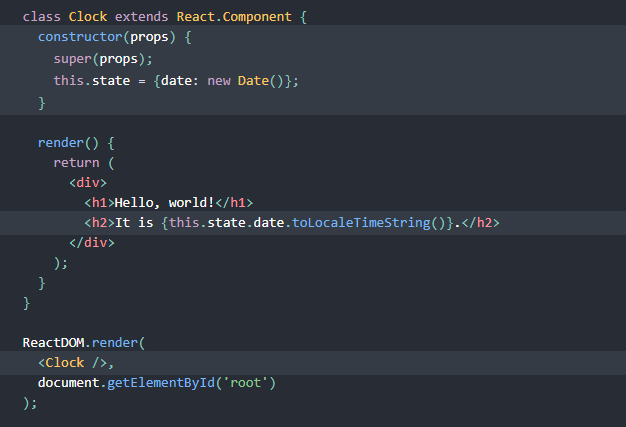 class Clock extends React.Component {
  constructor(props) {
    super(props);
    this.state = {date: new Date()};
  }

  render() {
    return (
      <div>
        <h1>Hello, world!</h1>
        <h2>It is {this.state.date.toLocaleTimeString()}.</h2>
      </div>
    );
  }
}

ReactDOM.render(
  <Clock />,
  document.getElementById('root')
);